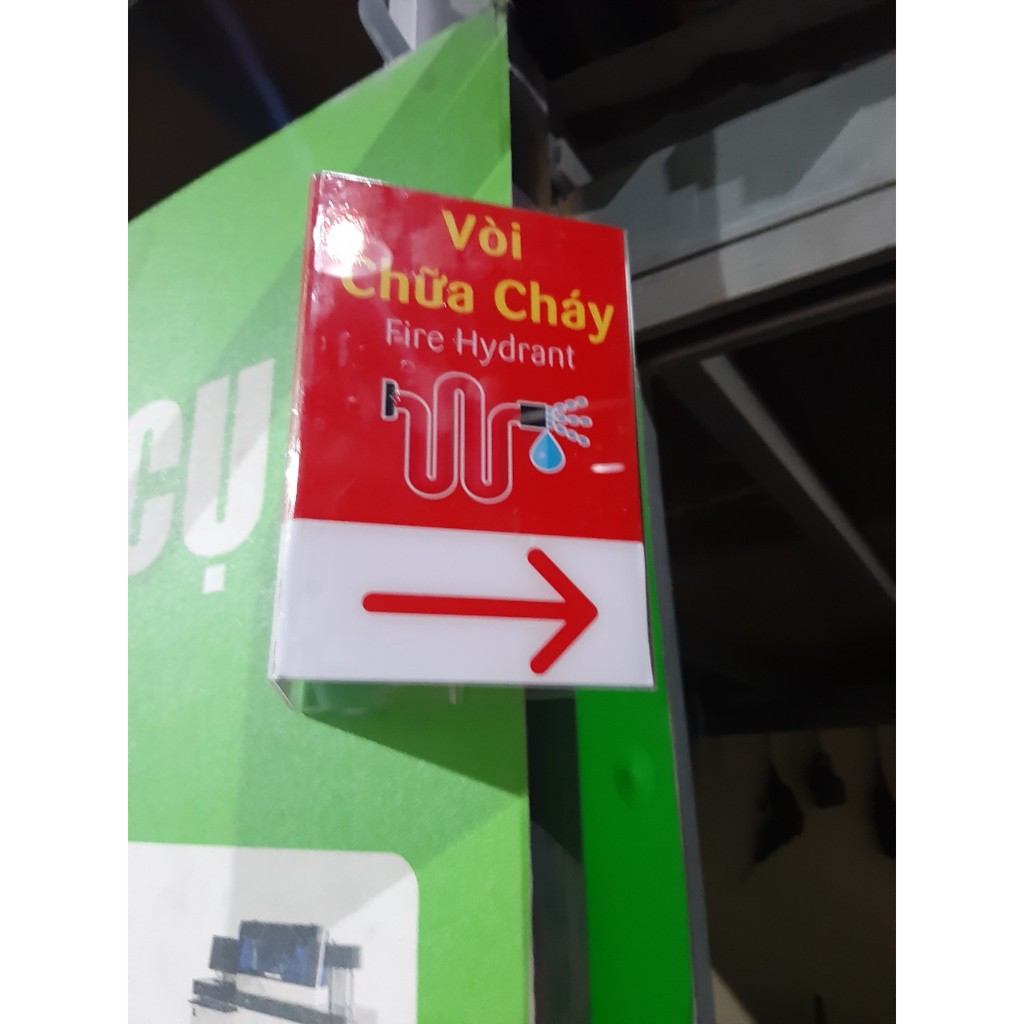 Vòi
Chữa Cháy
Fire Hydrant
CỤ